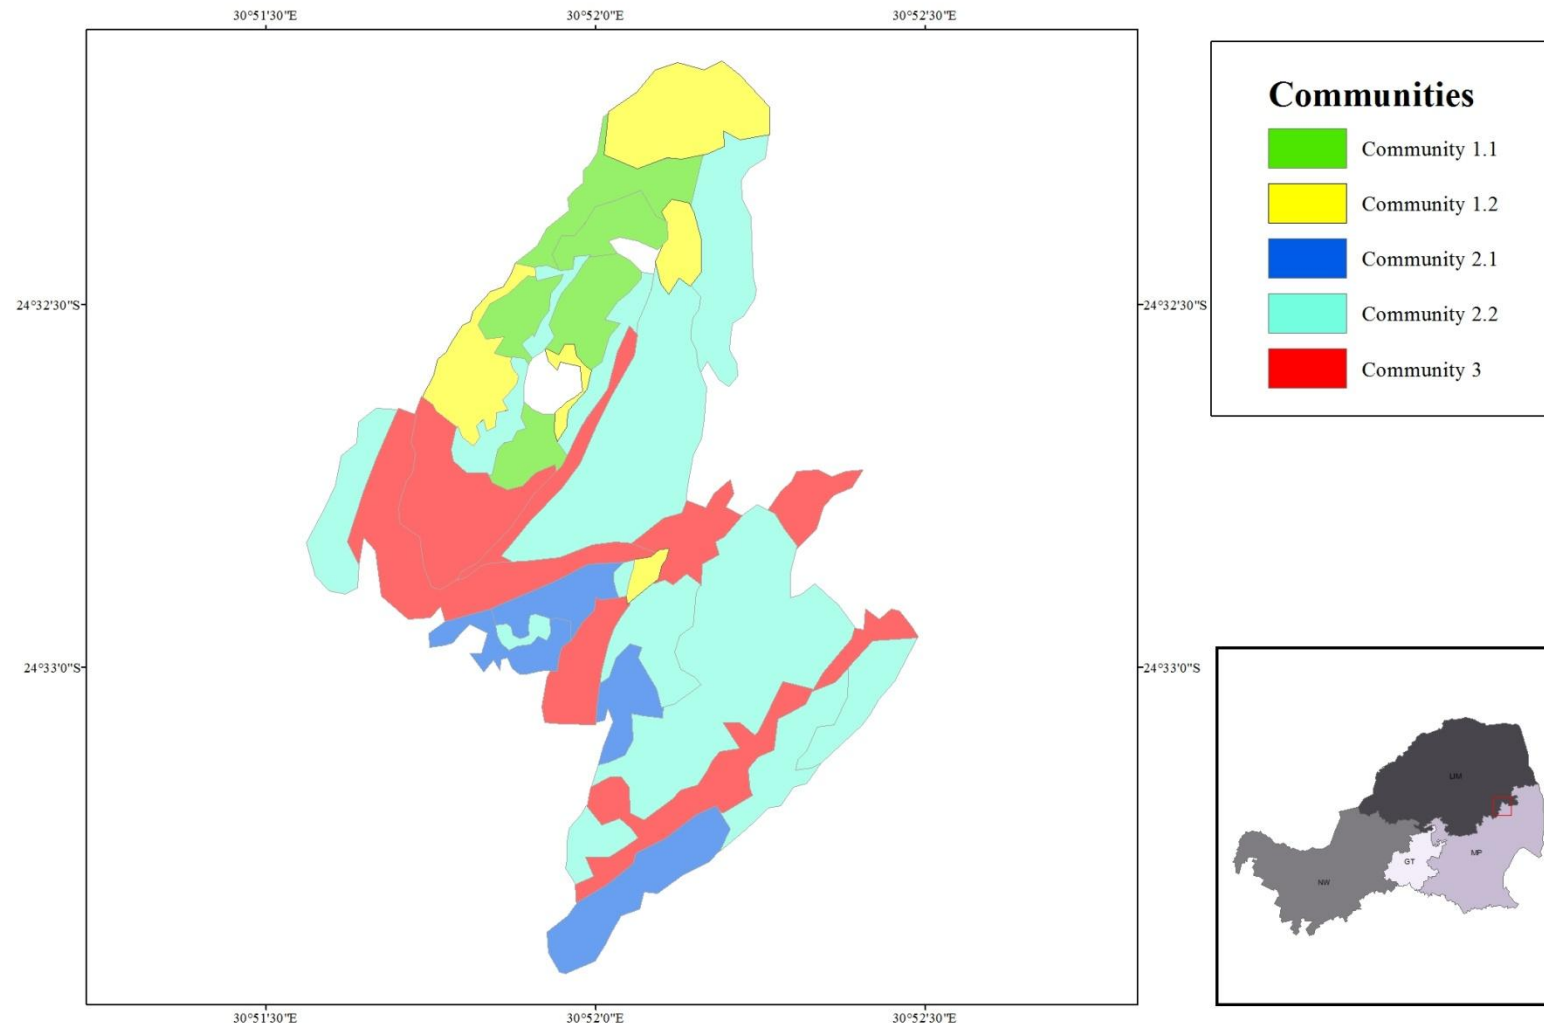 30°51'30"E
30°52'0"E
30°52'30"E
24°32'30"S
24°32'30"S
24°33'0"S
24°33'0"S
30°51'30"E
30°52'0"E
30°52'30"E
Communities
Community 1.1
Community 1.2
Community 2.1
Community 2.2
Community 3
LIM
MP
GT
NW